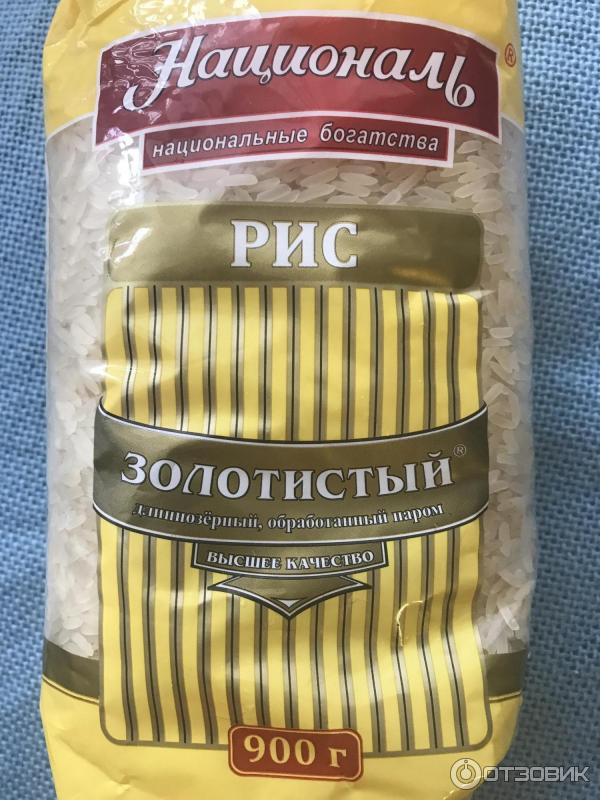 Националь®
национальные богатства
РИС
ЗОЛОТИСТЫЙ®
длиннозёрный, обработанный паром
ВЫСШЕЕ КАЧЕСТВО
900 г
ОТЗОВИК